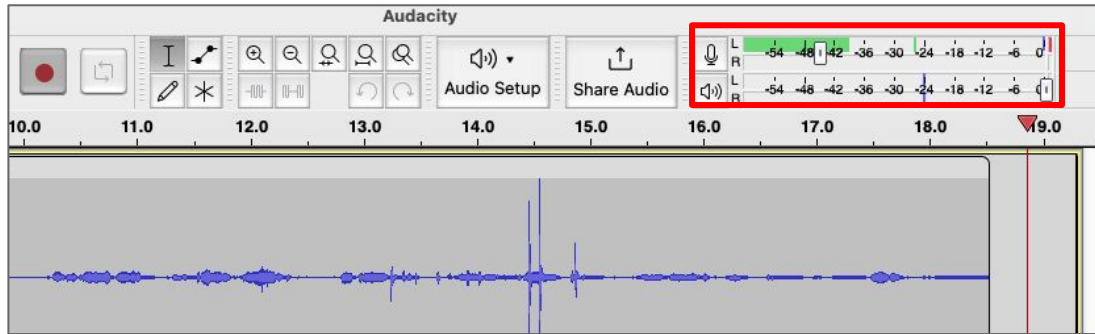 Audacity
L
R
-54 -48 -42 -36 -30 -24 -18 -12 -6 0
Audio Setup
Share Audio
L
R
-54 -48 -42 -36 -30 -24 -18 -12 -6
10.0 11.0 12.0 13.0 14.0 15.0 16.0 17.0 18.0 19.0